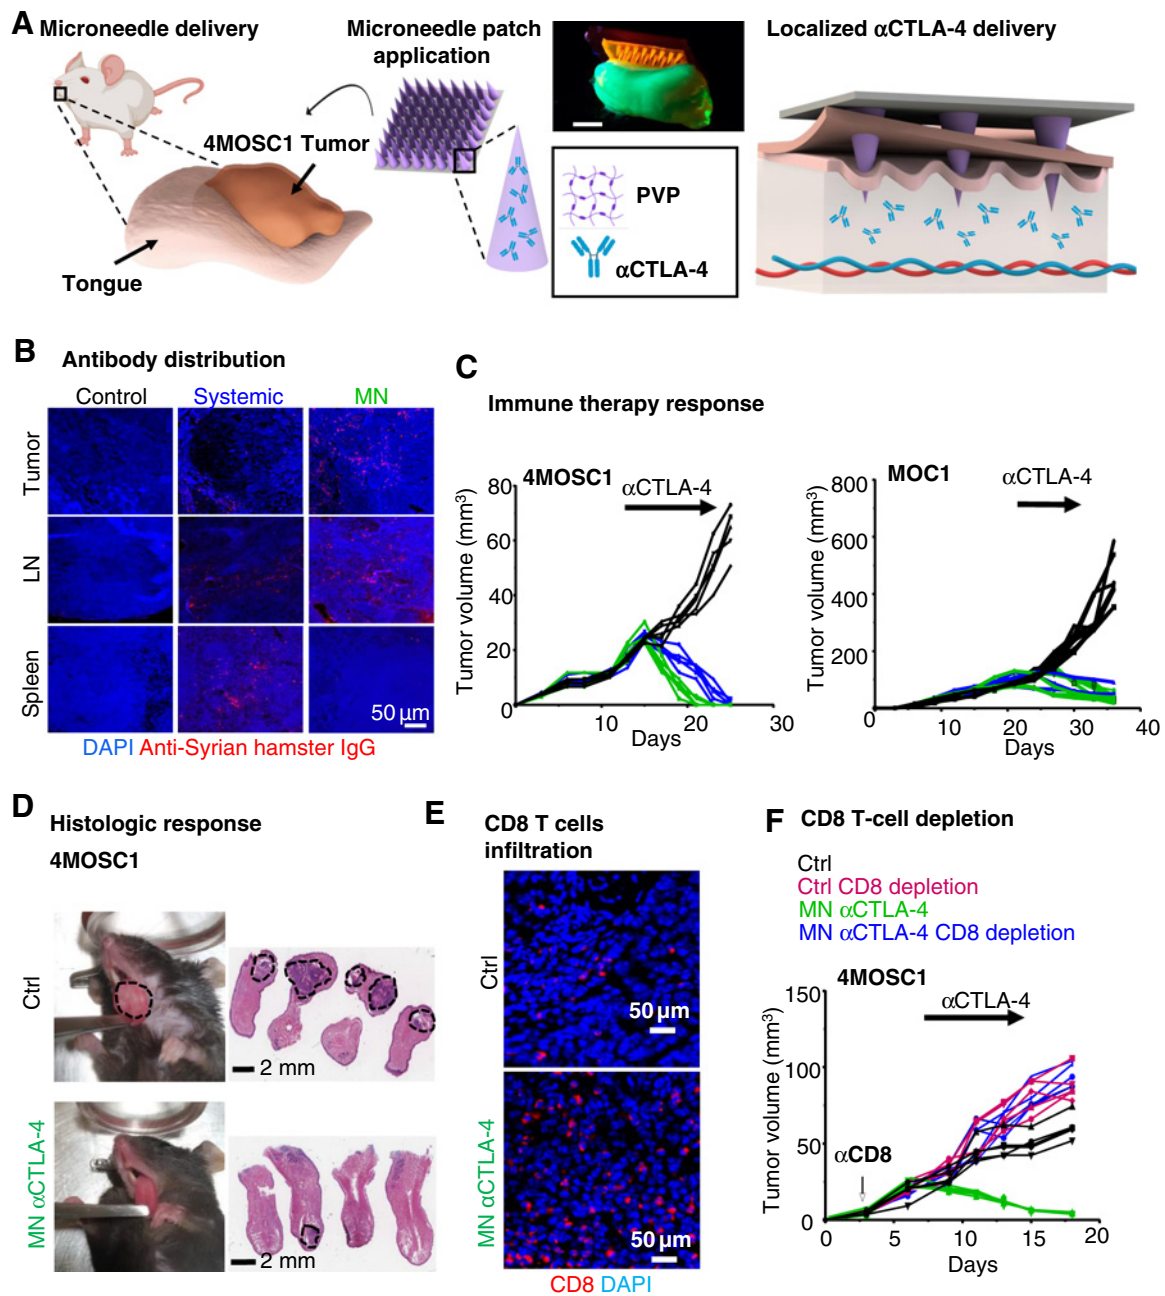 A Microneedle delivery
Microneedle patch
application
Localized αCTLA-4 delivery
4MOSC1 Tumor
Tongue
PVP
αCTLA-4
B Antibody distribution
Control Systemic MN
Tumor
LN
Spleen
50 µm
DAPI Anti-Syrian hamster IgG
C
Immune therapy response
4MOSC1
αCTLA-4
Tumor volume (mm³)
80
60
40
20
0
10 20 30
Days
MOC1
αCTLA-4
Tumor volume (mm³)
800
600
400
200
0
0 10 20 30 40
Days
D Histologic response
4MOSC1
Ctrl
2 mm
MN αCTLA-4
2 mm
E CD8 T cells
infiltration
Ctrl
50 µm
MN αCTLA-4
50 µm
CD8 DAPI
F CD8 T-cell depletion
Ctrl
Ctrl CD8 depletion
MN αCTLA-4
MN αCTLA-4 CD8 depletion
4MOSC1
αCTLA-4
αCD8
Tumor volume (mm³)
150
100
50
0
0 5 10 15 20
Days